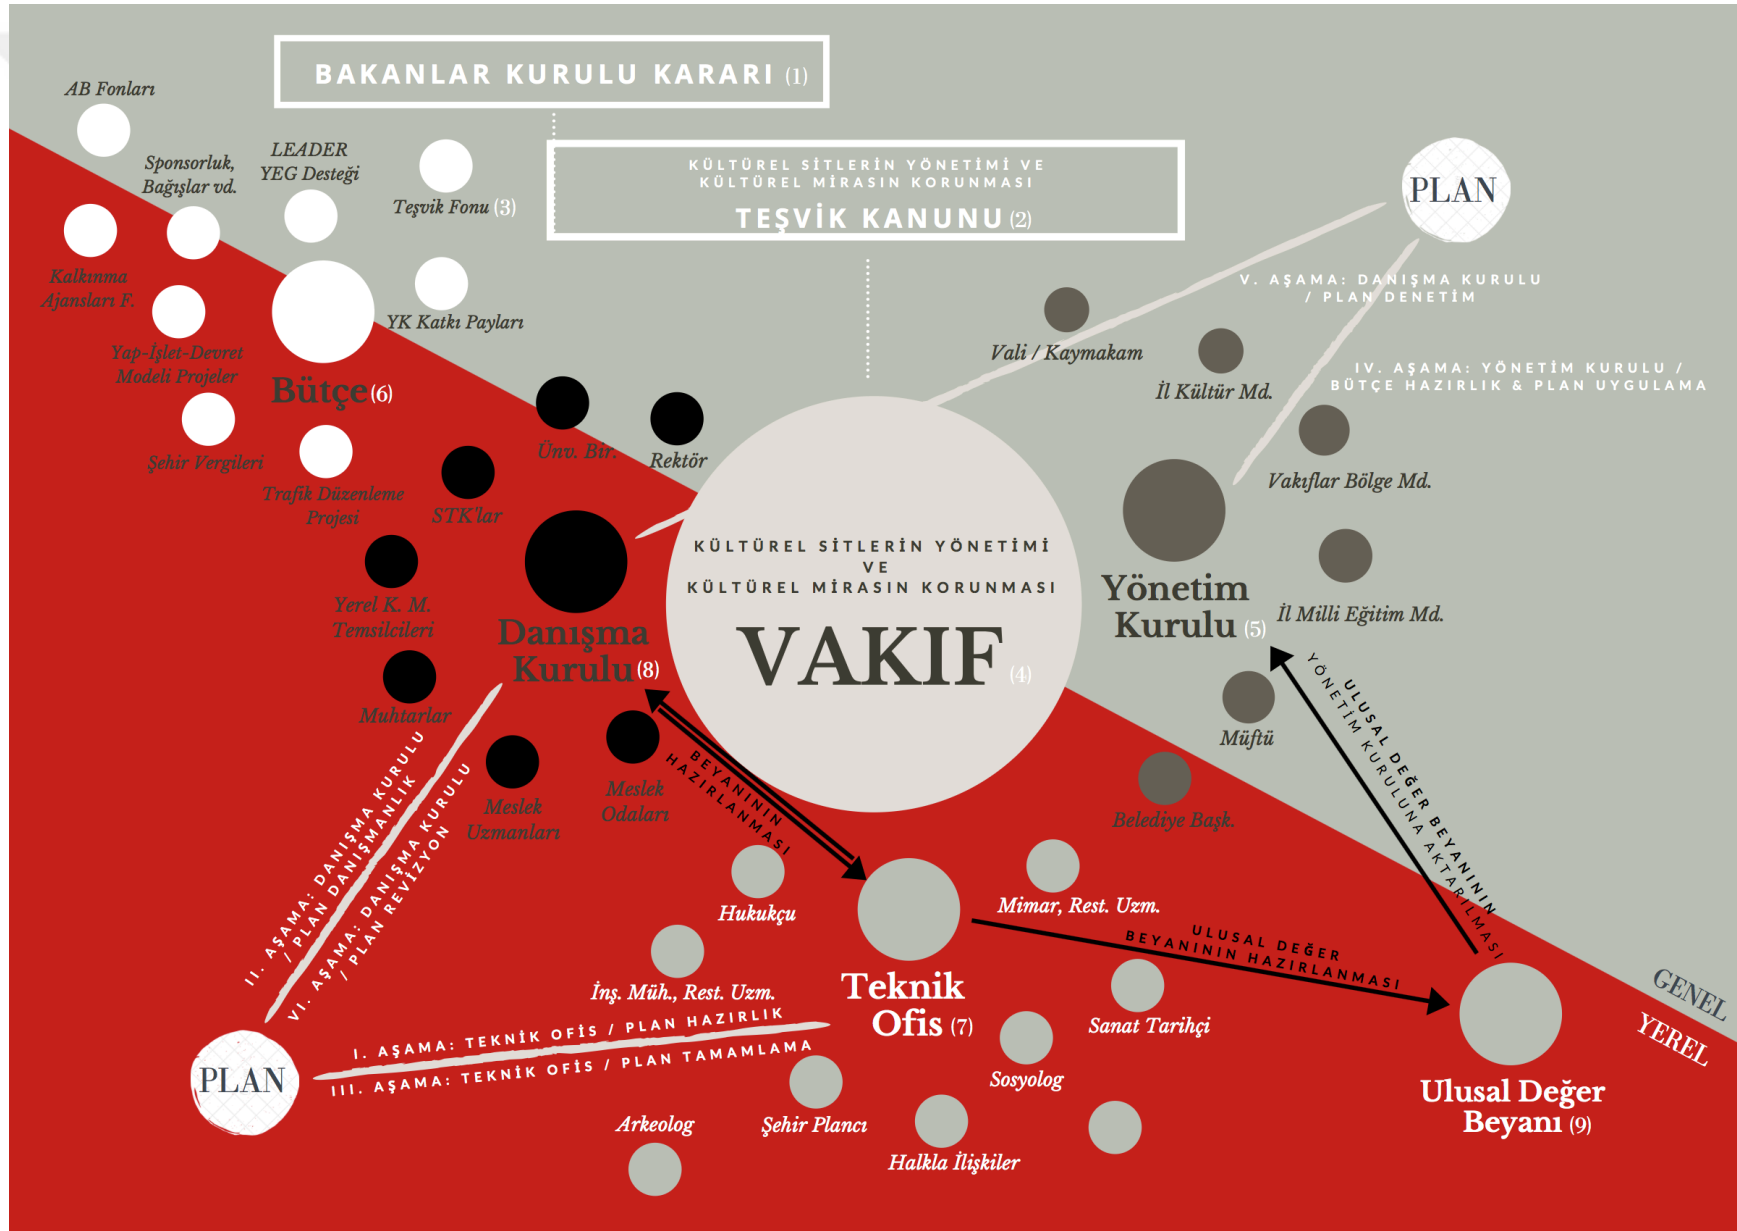 BAKANLAR KURULU KARARI (1)
KÜLTÜREL SİTLERİN YÖNETİMİ VE
KÜLTÜREL MİRASIN KORUNMASI
TEŞVİK KANUNU (2)
AB Fonları
Sponsorluk,
Bağışlar vd.
LEADER
YEG Desteği
Teşvik Fonu (3)
Kalkınma
Ajansları F.
YK Katkı Payları
Yap-İşlet-Devret
Modeli Projeler
Bütçe (6)
Şehir Vergileri
Trafik Düzenleme
Projesi
PLAN
V. AŞAMA: DANIŞMA KURULU
/ PLAN DENETİM
IV. AŞAMA: YÖNETİM KURULU /
BÜTÇE HAZIRLIK & PLAN UYGULAMA
Vali / Kaymakam
İl Kültür Md.
Vakıflar Bölge Md.
Yönetim
Kurulu (5)
İl Milli Eğitim Md.
Müftü
Belediye Başk.
Ünv. Bir.
Rektör
STK'lar
Yerel K. M.
Temsilcileri
Danışma
Kurulu (8)
Muhtarlar
Meslek
Uzmanları
Meslek
Odaları
KÜLTÜREL SİTLERİN YÖNETİMİ
VE
KÜLTÜREL MİRASIN KORUNMASI
VAKIF (4)
BEYANININ
HAZIRLANMASI
ULUSAL DEĞER BEYANININ
YÖNETİM KURULUNA AKTARILMASI
II. AŞAMA: DANIŞMA KURULU
/ PLAN DANIŞMANLIK
VI. AŞAMA: DANIŞMA KURULU
/ PLAN REVİZYON
Hukukçu
Mimar, Rest. Uzm.
ULUSAL DEĞER
BEYANININ HAZIRLANMASI
İnş. Müh., Rest. Uzm.
Teknik
Ofis (7)
Sanat Tarihçi
I. AŞAMA: TEKNİK OFİS / PLAN HAZIRLIK
III. AŞAMA: TEKNİK OFİS / PLAN TAMAMLAMA
PLAN
Sosyolog
Arkeolog
Şehir Plancı
Halkla İlişkiler
Ulusal Değer
Beyanı (9)
GENEL
YEREL